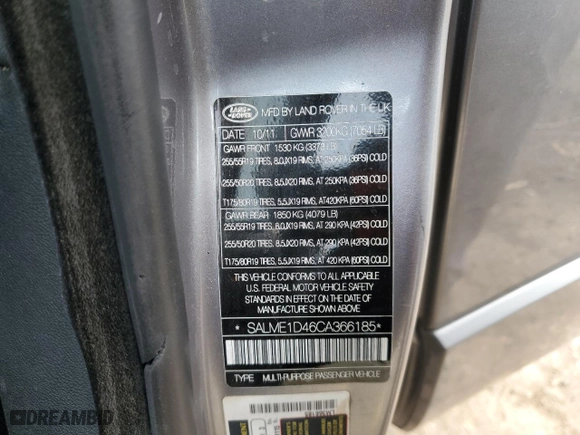 LAND ROVER MFD BY LAND ROVER IN THE UK
DATE 10/11 GVWR 3200KG (7054 LB)
GAWR FRONT 1530 KG (3373 LB)
255/55R19 TIRES, 8.0JX19 RIMS, AT 250KPA (36PSI) COLD
255/50R20 TIRES, 8.5JX20 RIMS, AT 250KPA (36PSI) COLD
T175/80R19 TIRES, 5.5JX19 RIMS, AT420KPA (60PSI) COLD
GAWR REAR 1850 KG (4079 LB)
255/55R19 TIRES, 8.0JX19 RIMS, AT 290 KPA (42PSI) COLD
255/50R20 TIRES, 8.5JX20 RIMS, AT 290 KPA (42PSI) COLD
T175/80R19 TIRES, 5.5JX19 RIMS, AT 420 KPA (60PSI) COLD
THIS VEHICLE CONFORMS TO ALL APPLICABLE
U.S. FEDERAL MOTOR VEHICLE SAFETY
STANDARDS IN EFFECT ON THE DATE OF
MANUFACTURE SHOWN ABOVE
* SALME1D46CA366185 *
TYPE MULTI-PURPOSE PASSENGER VEHICLE
DREAMBID